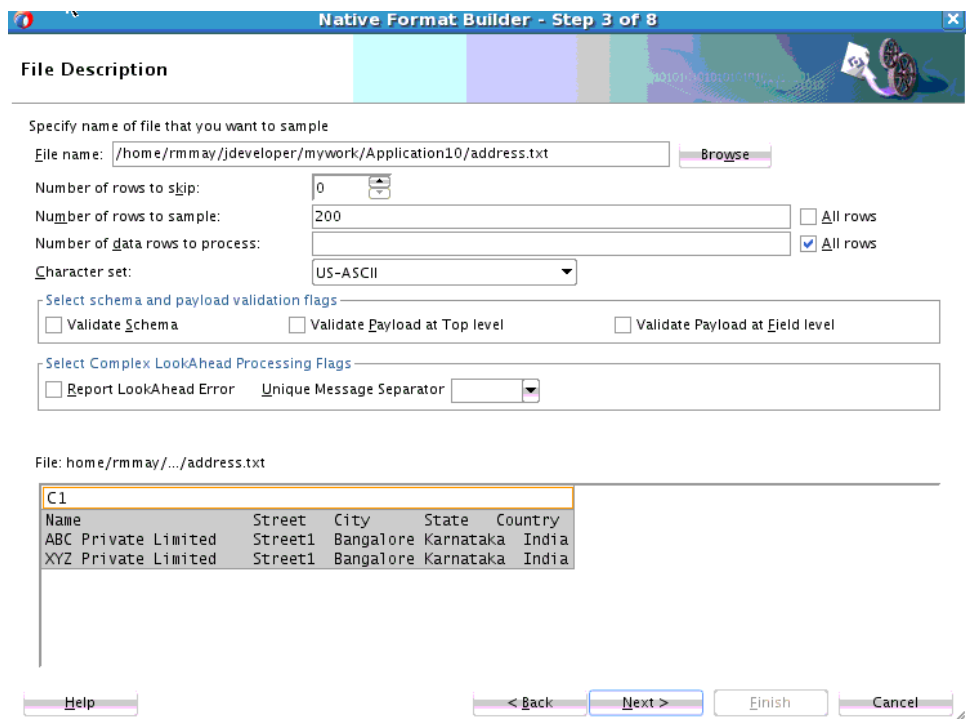 Native Format Builder - Step 3 of 8
File Description
Specify name of file that you want to sample
File name: /home/rmmay/jdeveloper/mywork/Application10/address.txt Browse
Number of rows to skip: 0
Number of rows to sample: 200 All rows
Number of data rows to process: All rows
Character set: US-ASCII
Select schema and payload validation flags
Validate Schema Validate Payload at Top level Validate Payload at Field level
Select Complex LookAhead Processing Flags
Report LookAhead Error Unique Message Separator
File: home/rmmay/.../address.txt
C1
Name Street City State Country
ABC Private Limited Street1 Bangalore Karnataka India
XYZ Private Limited Street1 Bangalore Karnataka India
Help < Back Next > Finish Cancel